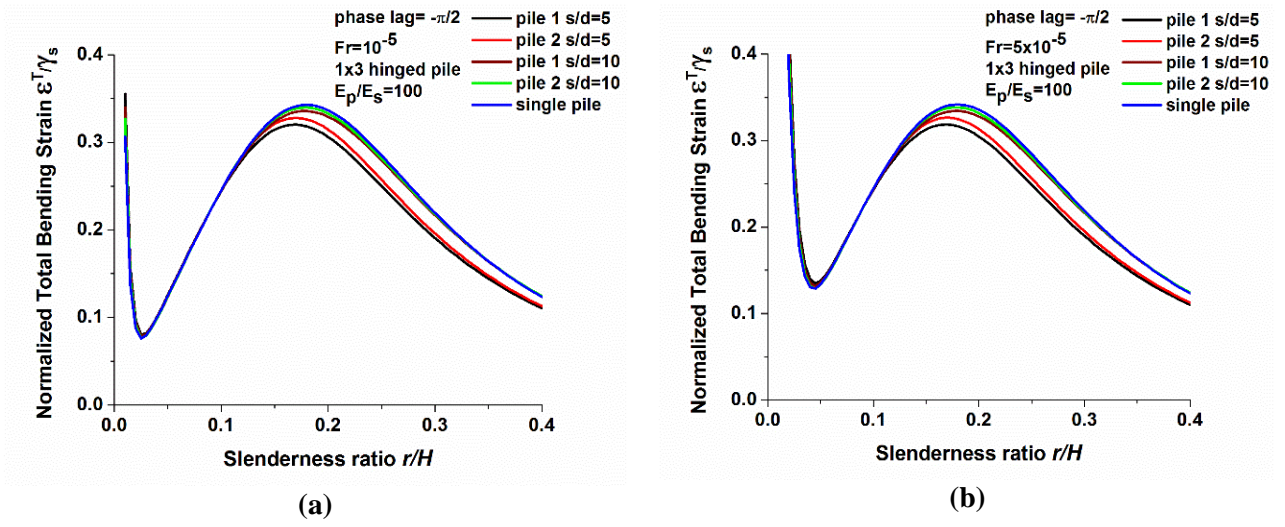 phase lag= -π/2
Fr=10⁻⁵
1x3 hinged pile
Eₚ/Eₛ=100
pile 1 s/d=5
pile 2 s/d=5
pile 1 s/d=10
pile 2 s/d=10
single pile
Normalized Total Bending Strain εᵀ/γₛ
0.4
0.3
0.2
0.1
0.0
0.0 0.1 0.2 0.3 0.4
Slenderness ratio r/H
(a)
phase lag= -π/2
Fr=5x10⁻⁵
1x3 hinged pile
Eₚ/Eₛ=100
pile 1 s/d=5
pile 2 s/d=5
pile 1 s/d=10
pile 2 s/d=10
single pile
Normalized Total Bending Strain εᵀ/γₛ
0.4
0.3
0.2
0.1
0.0
0.0 0.1 0.2 0.3 0.4
Slenderness ratio r/H
(b)